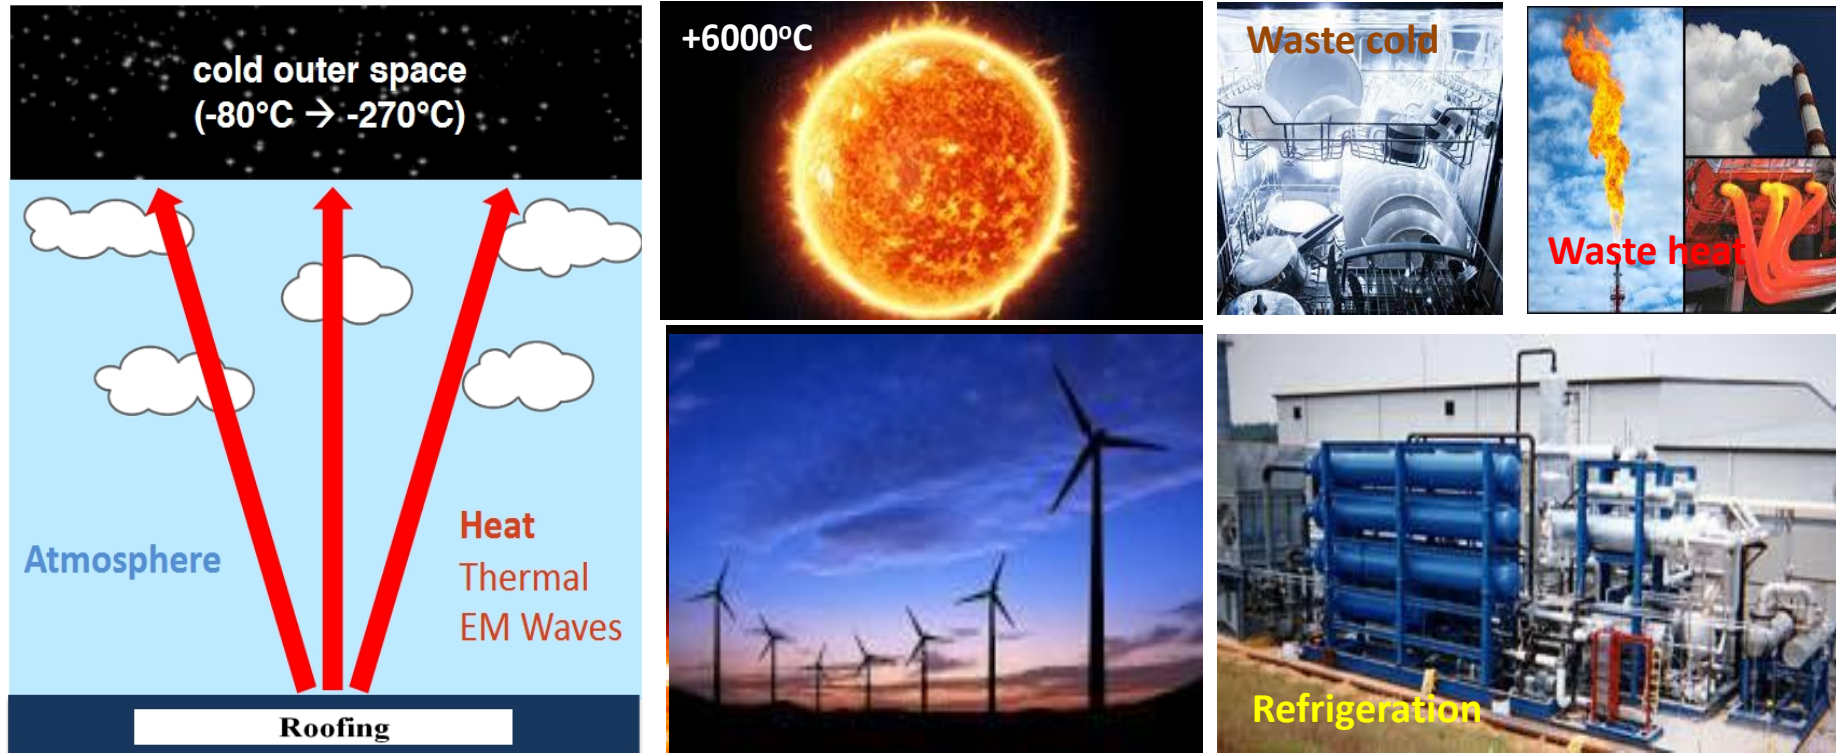 cold outer space
(-80°C → -270°C)
Atmosphere
Heat
Thermal
EM Waves
Roofing
+6000°C
Waste cold
Waste heat
Refrigeration